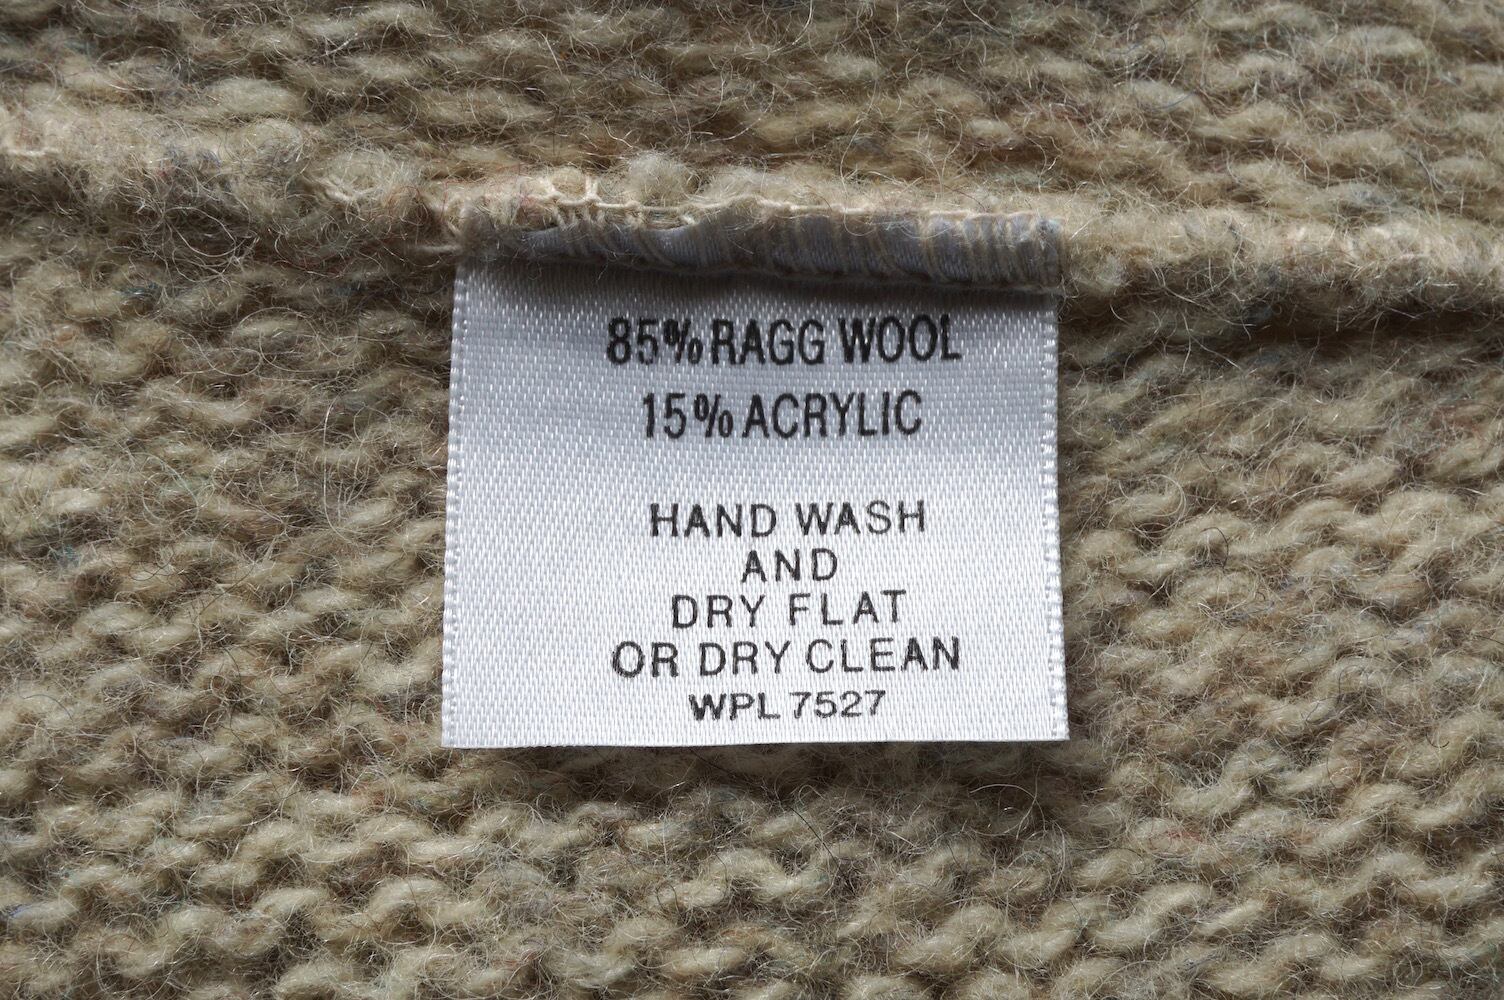 85% RAGG WOOL
15% ACRYLIC
HAND WASH
AND
DRY FLAT
OR DRY CLEAN
WPL 7527